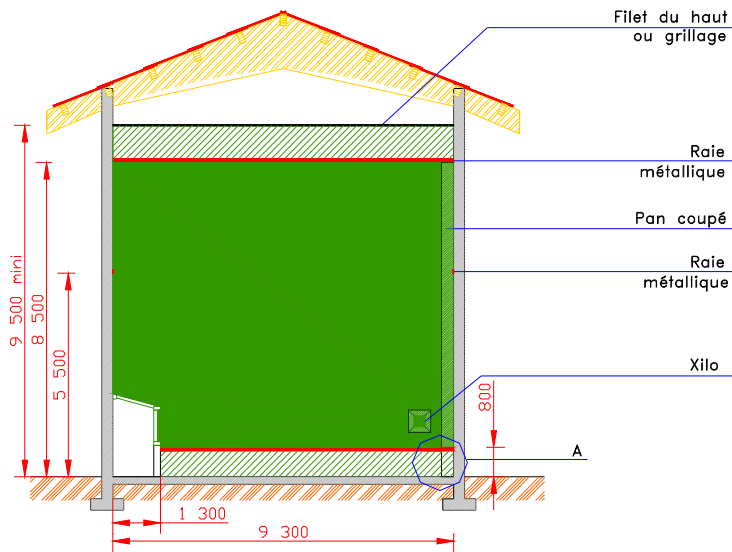 Filet du haut
ou grillage
Raie
métallique
Pan coupé
Raie
métallique
Xilo
A
9 500 mini
8 500
5 500
800
1 300
9 300